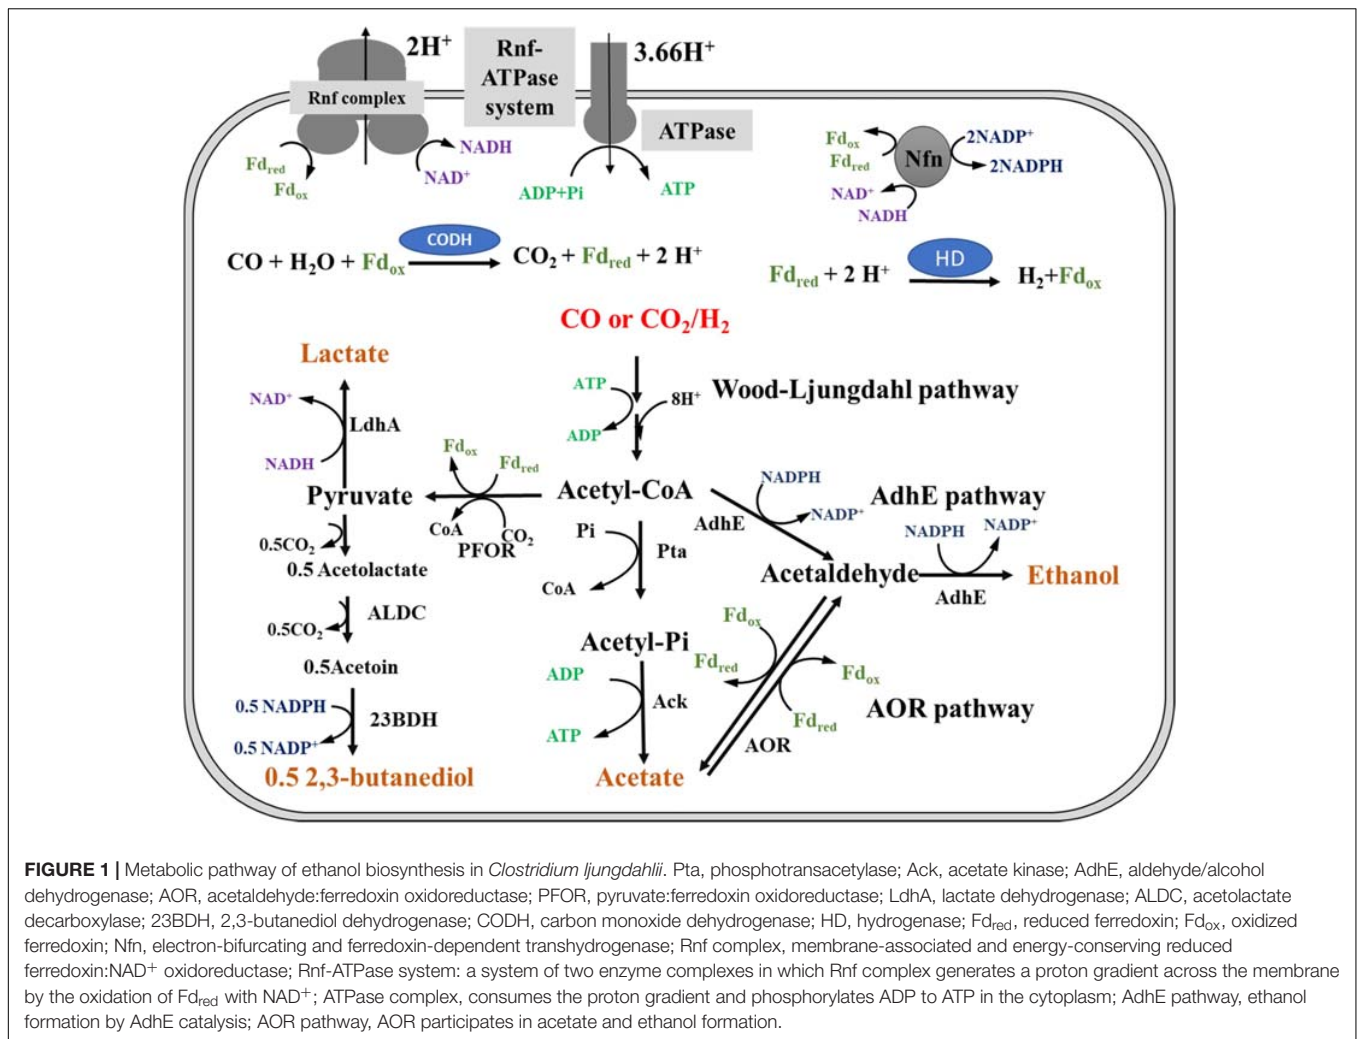 2H⁺
Rnf-
ATPase
system
3.66H⁺
Rnf complex
ATPase
Fd_red
Fd_ox
NADH
NAD⁺
ADP+Pi
ATP
Fd_ox
Fd_red
Nfn
2NADP⁺
2NADPH
NAD⁺
NADH
CODH
CO + H₂O + Fd_ox
CO₂ + Fd_red + 2 H⁺
HD
Fd_red + 2 H⁺
H₂+Fd_ox
CO or CO₂/H₂
Lactate
NAD⁺
LdhA
NADH
ATP
8H⁺
Wood-Ljungdahl pathway
ADP
Fd_ox
Fd_red
Pyruvate
Acetyl-CoA
CoA
CO₂
PFOR
NADPH
NADP⁺
AdhE
AdhE pathway
NADPH
NADP⁺
0.5CO₂
0.5 Acetolactate
Pi
Pta
CoA
Acetaldehyde
AdhE
Ethanol
ALDC
0.5CO₂
0.5Acetoin
Acetyl-Pi
Fd_ox
Fd_red
Fd_ox
Fd_red
AOR pathway
ADP
Ack
ATP
AOR
0.5 NADPH
23BDH
0.5 NADP⁺
0.5 2,3-butanediol
Acetate
FIGURE 1 | Metabolic pathway of ethanol biosynthesis in Clostridium ljungdahlii. Pta, phosphotransacetylase; Ack, acetate kinase; AdhE, aldehyde/alcohol
dehydrogenase; AOR, acetaldehyde:ferredoxin oxidoreductase; PFOR, pyruvate:ferredoxin oxidoreductase; LdhA, lactate dehydrogenase; ALDC, acetolactate
decarboxylase; 23BDH, 2,3-butanediol dehydrogenase; CODH, carbon monoxide dehydrogenase; HD, hydrogenase; Fd_red, reduced ferredoxin; Fd_ox, oxidized
ferredoxin; Nfn, electron-bifurcating and ferredoxin-dependent transhydrogenase; Rnf complex, membrane-associated and energy-conserving reduced
ferredoxin:NAD⁺ oxidoreductase; Rnf-ATPase system: a system of two enzyme complexes in which Rnf complex generates a proton gradient across the membrane
by the oxidation of Fd_red with NAD⁺; ATPase complex, consumes the proton gradient and phosphorylates ADP to ATP in the cytoplasm; AdhE pathway, ethanol
formation by AdhE catalysis; AOR pathway, AOR participates in acetate and ethanol formation.